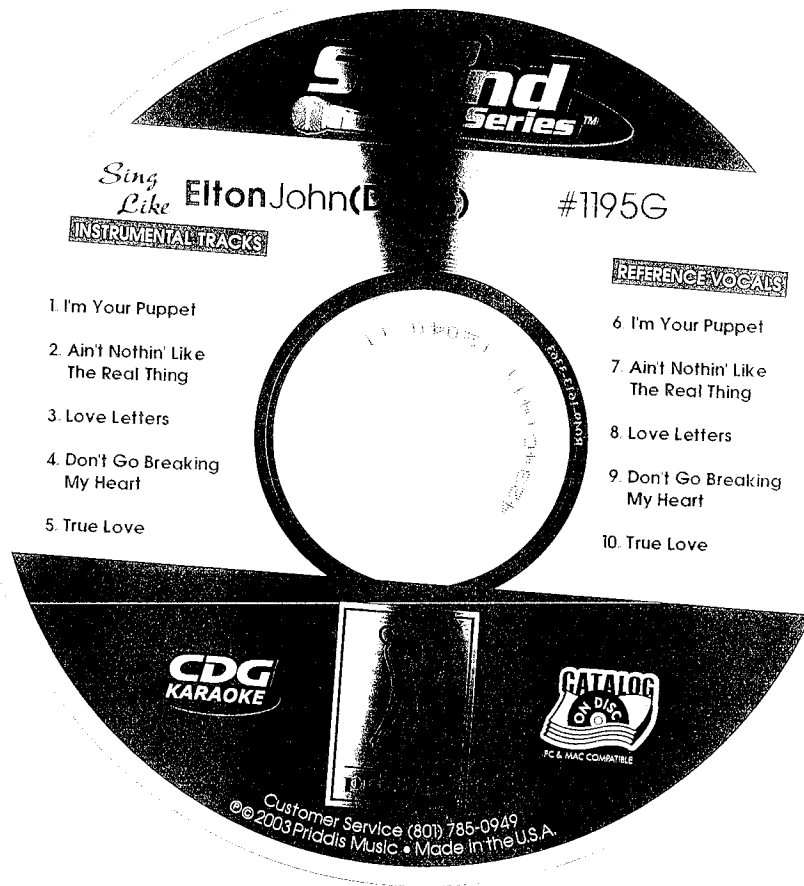 Series™
Sing
Like EltonJohn
#1195G
INSTRUMENTAL TRACKS
1. I'm Your Puppet
2. Ain't Nothin' Like
The Real Thing
3. Love Letters
4. Don't Go Breaking
My Heart
5. True Love
REFERENCE VOCALS
6. I'm Your Puppet
7. Ain't Nothin' Like
The Real Thing
8. Love Letters
9. Don't Go Breaking
My Heart
10. True Love
CDG
KARAOKE
CATALOG
ON DISC
PC & MAC COMPATIBLE
Customer Service (801) 785-0949
℗©2003 Priddis Music • Made in the U.S.A.